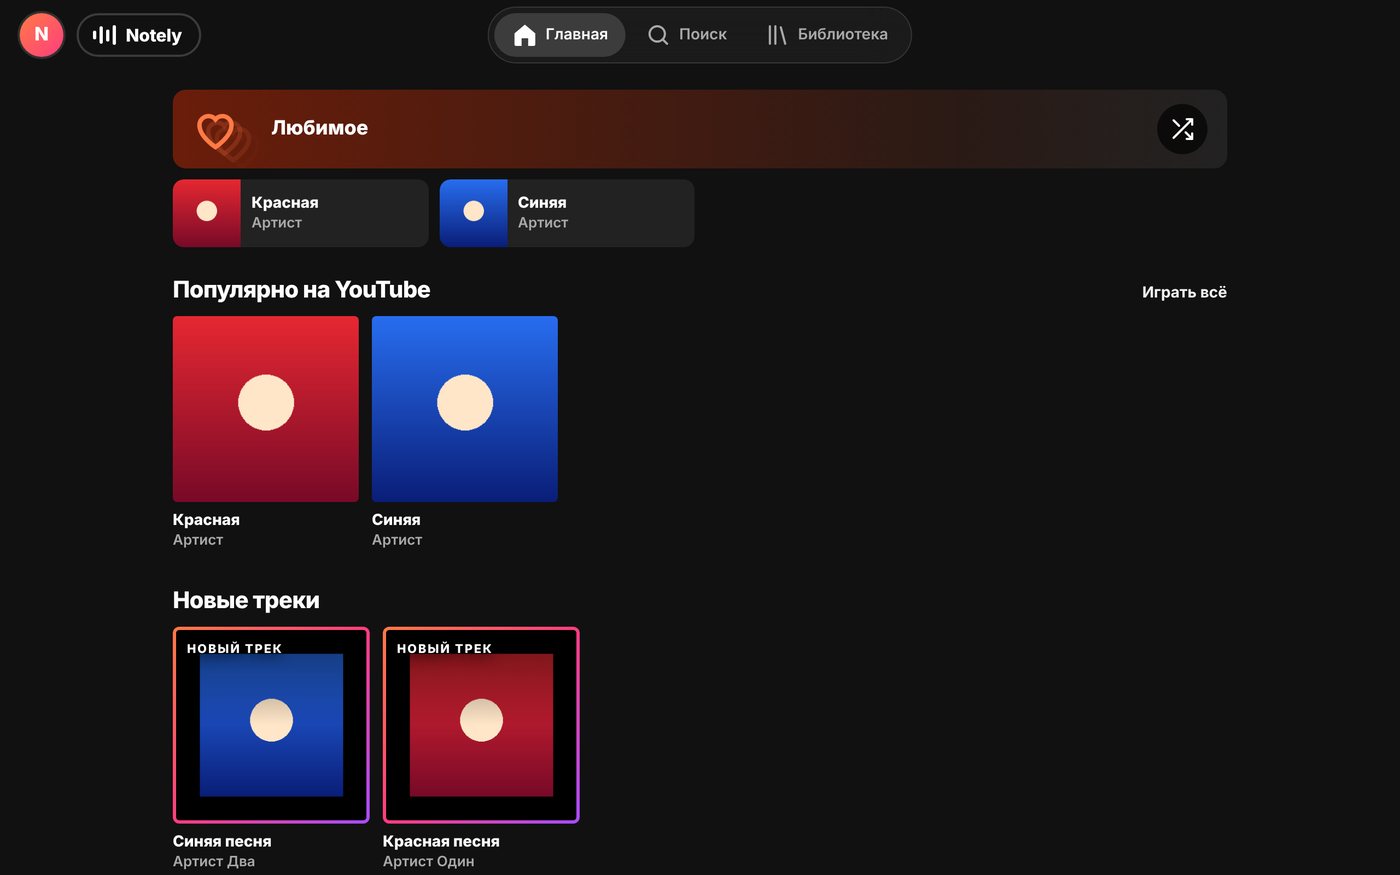 N
Notely
Главная
Поиск
Библиотека
Любимое
Красная
Артист
Синяя
Артист
Популярно на YouTube
Играть всё
Красная
Артист
Синяя
Артист
Новые треки
НОВЫЙ ТРЕК
НОВЫЙ ТРЕК
Синяя песня
Артист Два
Красная песня
Артист Один